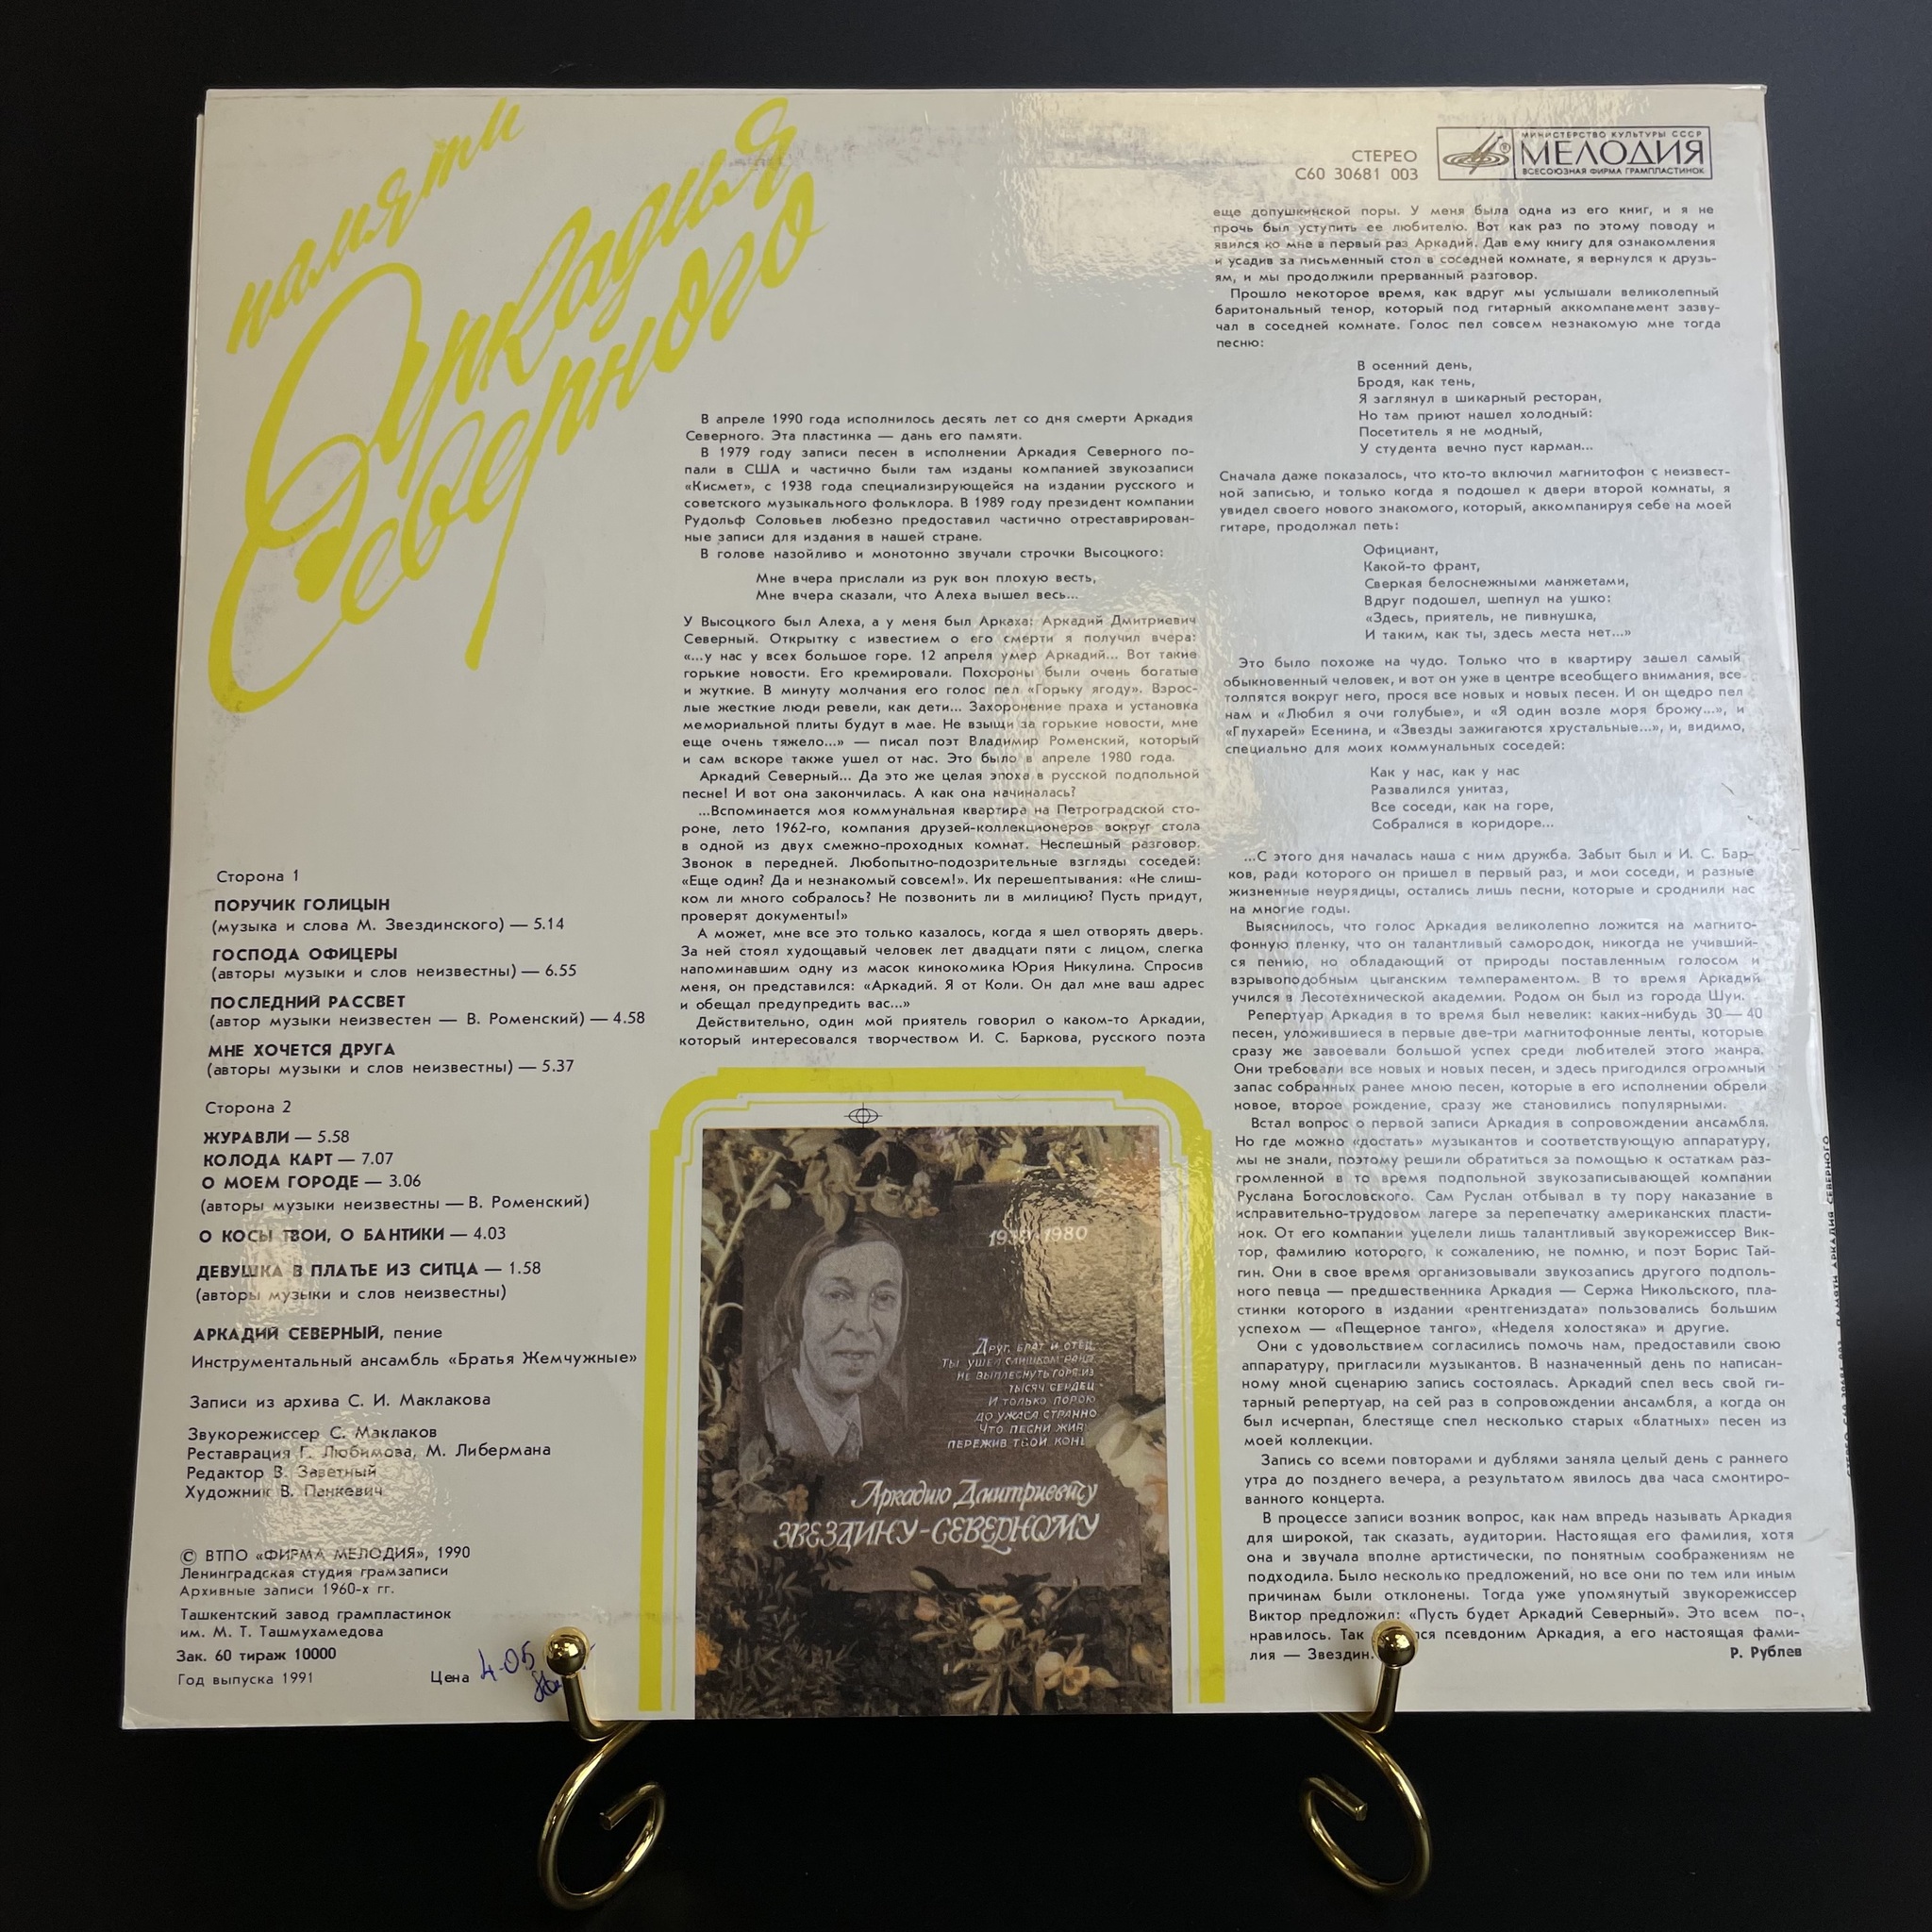 памяти
Аркадия
Северного
СТЕРЕО
С60 30681 003
МИНИСТЕРСТВО КУЛЬТУРЫ СССР
МЕЛОДИЯ
ВСЕСОЮЗНАЯ ФИРМА ГРАМПЛАСТИНОК
Сторона 1
ПОРУЧИК ГОЛИЦЫН
(музыка и слова М. Звездинского) — 5.14
ГОСПОДА ОФИЦЕРЫ
(авторы музыки и слов неизвестны) — 6.55
ПОСЛЕДНИЙ РАССВЕТ
(автор музыки неизвестен — В. Роменский) — 4.58
МНЕ ХОЧЕТСЯ ДРУГА
(авторы музыки и слов неизвестны) — 5.37
Сторона 2
ЖУРАВЛИ — 5.58
КОЛОДА КАРТ — 7.07
О МОЕМ ГОРОДЕ — 3.06
(авторы музыки неизвестны — В. Роменский)
О КОСЫ ТВОИ, О БАНТИКИ — 4.03
ДЕВУШКА В ПЛАТЬЕ ИЗ СИТЦА — 1.58
(авторы музыки и слов неизвестны)
АРКАДИЙ СЕВЕРНЫЙ, пение
Инструментальный ансамбль «Братья Жемчужные»
Записи из архива С. И. Маклакова
Звукорежиссер С. Маклаков
Реставрация Г. Любимова, М. Либермана
Редактор В. Заветный
Художник В. Панкевич
© ВТПО «ФИРМА МЕЛОДИЯ», 1990
Ленинградская студия грамзаписи
Архивные записи 1960-х гг.
Ташкентский завод грампластинок
им. М. Т. Ташмухамедова
Зак. 60 тираж 10000
Год выпуска 1991
Цена 4-05
В апреле 1990 года исполнилось десять лет со дня смерти Аркадия
Северного. Эта пластинка — дань его памяти.
В 1979 году записи песен в исполнении Аркадия Северного по-
пали в США и частично были там изданы компанией звукозаписи
«Кисмет», с 1938 года специализирующейся на издании русского и
советского музыкального фольклора. В 1989 году президент компании
Рудольф Соловьев любезно предоставил частично отреставрирован-
ные записи для издания в нашей стране.
В голове назойливо и монотонно звучали строчки Высоцкого:
Мне вчера прислали из рук вон плохую весть,
Мне вчера сказали, что Алеха вышел весь...
У Высоцкого был Алеха, а у меня был Аркаха: Аркадий Дмитриевич
Северный. Открытку с известием о его смерти я получил вчера:
«...у нас у всех большое горе. 12 апреля умер Аркадий... Вот такие
горькие новости. Его кремировали. Похороны были очень богатые
и жуткие. В минуту молчания его голос пел «Горьку ягоду». Взрос-
лые жесткие люди ревели, как дети... Захоронение праха и установка
мемориальной плиты будут в мае. Не взыщи за горькие новости, мне
еще очень тяжело...» — писал поэт Владимир Роменский, который
и сам вскоре также ушел от нас. Это было в апреле 1980 года.
Аркадий Северный... Да это же целая эпоха в русской подпольной
песне! И вот она закончилась. А как она начиналась?
...Вспоминается моя коммунальная квартира на Петроградской сто-
роне, лето 1962-го, компания друзей-коллекционеров вокруг стола
в одной из двух смежно-проходных комнат. Неспешный разговор.
Звонок в передней. Любопытно-подозрительные взгляды соседей:
«Еще один? Да и незнакомый совсем!». Их перешептывания: «Не слиш-
ком ли много собралось? Не позвонить ли в милицию? Пусть придут,
проверят документы!»
А может, мне все это только казалось, когда я шел отворять дверь.
За ней стоял худощавый человек лет двадцати пяти с лицом, слегка
напоминавшим одну из масок кинокомика Юрия Никулина. Спросив
меня, он представился: «Аркадий. Я от Коли. Он дал мне ваш адрес
и обещал предупредить вас...»
Действительно, один мой приятель говорил о каком-то Аркадии,
который интересовался творчеством И. С. Баркова, русского поэта
еще допушкинской поры. У меня была одна из его книг, и я не
прочь был уступить ее любителю. Вот как раз по этому поводу и
явился ко мне в первый раз Аркадий. Дав ему книгу для ознакомления
и усадив за письменный стол в соседней комнате, я вернулся к друзь-
ям, и мы продолжили прерванный разговор.
Прошло некоторое время, как вдруг мы услышали великолепный
баритональный тенор, который под гитарный аккомпанемент зазву-
чал в соседней комнате. Голос пел совсем незнакомую мне тогда
песню:
В осенний день,
Бродя, как тень,
Я заглянул в шикарный ресторан,
Но там приют нашел холодный:
Посетитель я не модный,
У студента вечно пуст карман...
Сначала даже показалось, что кто-то включил магнитофон с неизвест-
ной записью, и только когда я подошел к двери второй комнаты, я
увидел своего нового знакомого, который, аккомпанируя себе на моей
гитаре, продолжал петь:
Официант,
Какой-то франт,
Сверкая белоснежными манжетами,
Вдруг подошел, шепнул на ушко:
«Здесь, приятель, не пивнушка,
И таким, как ты, здесь места нет...»
Это было похоже на чудо. Только что в квартиру зашел самый
обыкновенный человек, и вот он уже в центре всеобщего внимания, все
толпятся вокруг него, прося все новых и новых песен. И он щедро пел
нам и «Любил я очи голубые», и «Я один возле моря брожу...», и
«Глухарей» Есенина, и «Звезды зажигаются хрустальные...», и, видимо,
специально для моих коммунальных соседей:
Как у нас, как у нас
Развалился унитаз,
Все соседи, как на горе,
Собралися в коридоре...
...С этого дня началась наша с ним дружба. Забыт был и И. С. Бар-
ков, ради которого он пришел в первый раз, и мои соседи, и разные
жизненные неурядицы, остались лишь песни, которые и сроднили нас
на многие годы.
Выяснилось, что голос Аркадия великолепно ложится на магнито-
фонную пленку, что он талантливый самородок, никогда не учивший-
ся пению, но обладающий от природы поставленным голосом и
взрывоподобным цыганским темпераментом. В то время Аркадий
учился в Лесотехнической академии. Родом он был из города Шуи.
Репертуар Аркадия в то время был невелик: каких-нибудь 30—40
песен, уложившиеся в первые две-три магнитофонные ленты, которые
сразу же завоевали большой успех среди любителей этого жанра.
Они требовали все новых и новых песен, и здесь пригодился огромный
запас собранных ранее мною песен, которые в его исполнении обрели
новое, второе рождение, сразу же становились популярными.
Встал вопрос о первой записи Аркадия в сопровождении ансамбля.
Но где можно «достать» музыкантов и соответствующую аппаратуру,
мы не знали, поэтому решили обратиться за помощью к остаткам раз-
громленной в то время подпольной звукозаписывающей компании
Руслана Богословского. Сам Руслан отбывал в ту пору наказание в
исправительно-трудовом лагере за перепечатку американских пласти-
нок. От его компании уцелели лишь талантливый звукорежиссер Вик-
тор, фамилию которого, к сожалению, не помню, и поэт Борис Тай-
гин. Они в свое время организовывали звукозапись другого подполь-
ного певца — предшественника Аркадия — Сержа Никольского, пла-
стинки которого в издании «рентгениздата» пользовались большим
успехом — «Пещерное танго», «Неделя холостяка» и другие.
Они с удовольствием согласились помочь нам, предоставили свою
аппаратуру, пригласили музыкантов. В назначенный день по написан-
ному мной сценарию запись состоялась. Аркадий спел весь свой ги-
тарный репертуар, на сей раз в сопровождении ансамбля, а когда он
был исчерпан, блестяще спел несколько старых «блатных» песен из
моей коллекции.
Запись со всеми повторами и дублями заняла целый день с раннего
утра до позднего вечера, а результатом явилось два часа смонтиро-
ванного концерта.
В процессе записи возник вопрос, как нам впредь называть Аркадия
для широкой, так сказать, аудитории. Настоящая его фамилия, хотя
она и звучала вполне артистически, по понятным соображениям не
подходила. Было несколько предложений, но все они по тем или иным
причинам были отклонены. Тогда уже упомянутый звукорежиссер
Виктор предложил: «Пусть будет Аркадий Северный». Это всем по-
нравилось. Так псевдоним Аркадия, а его настоящая фами-
лия — Звездин.
Р. Рублев
1939-1980
Друг, брат и отец,
ты ушел слишком рано,
не выплеснуть горя из
тысяч сердец
И только порою
до ужаса странно
Что песни жив
пережив твой коне
Аркадию Дмитриевичу
ЗВЕЗДИНУ-СЕВЕРНОМУ
ПАМЯТИ АРКАДИЯ СЕВЕРНОГО